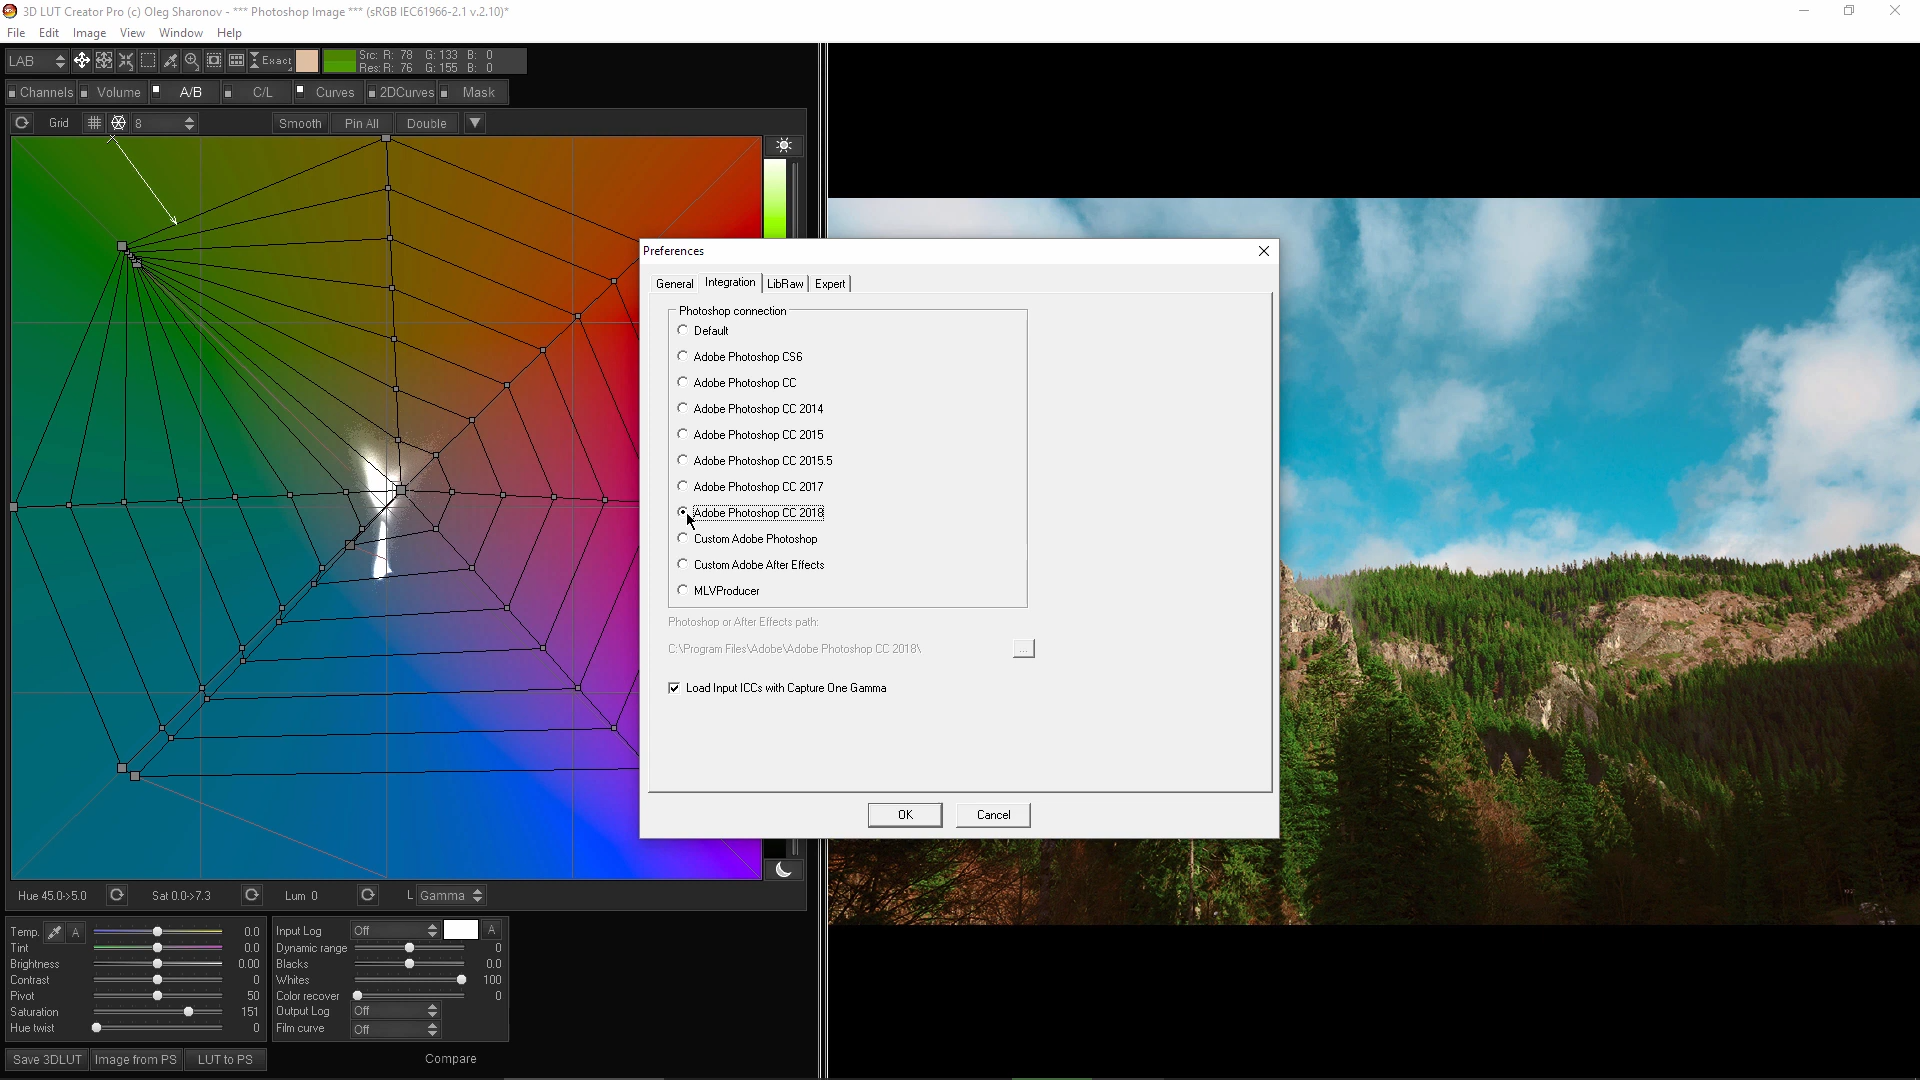 3D LUT Creator Pro (c) Oleg Sharonov - *** Photoshop Image *** (sRGB IEC61966-2.1 v.2.10)*
File Edit Image View Window Help
LAB Exact Src: R: 78 G: 133 B: 0
Res: R: 76 G: 155 B: 0
Channels Volume A/B C/L Curves 2DCurves Mask
Grid 8 Smooth Pin All Double
Preferences
General Integration LibRaw Expert
Photoshop connection
Default
Adobe Photoshop CS6
Adobe Photoshop CC
Adobe Photoshop CC 2014
Adobe Photoshop CC 2015
Adobe Photoshop CC 2015.5
Adobe Photoshop CC 2017
Adobe Photoshop CC 2018
Custom Adobe Photoshop
Custom Adobe After Effects
MLVProducer
Photoshop or After Effects path:
C:\Program Files\Adobe\Adobe Photoshop CC 2018\ ...
Load Input ICCs with Capture One Gamma
OK Cancel
Hue 45.0->5.0 Sat 0.0->7.3 Lum 0 L Gamma
Temp. A 0.0
Tint 0.0
Brightness 0.00
Contrast 0
Pivot 50
Saturation 151
Hue twist 0
Input Log Off A
Dynamic range 0
Blacks 0.0
Whites 100
Color recover 0
Output Log Off
Film curve Off
Save 3DLUT Image from PS LUT to PS Compare